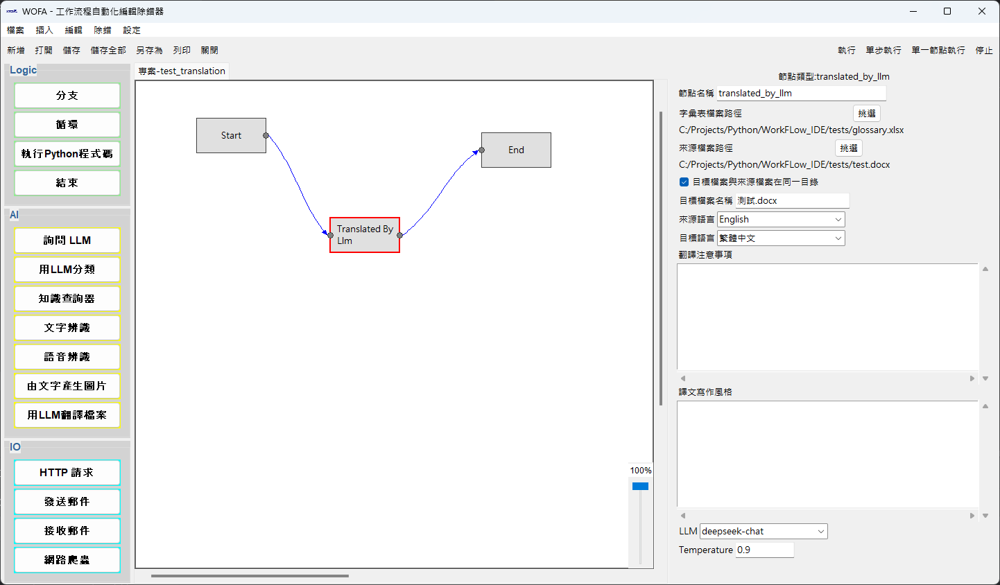 WOFA - 工作流程自動化編輯除錯器
檔案 插入 編輯 除錯 設定
新增 打開 儲存 儲存全部 另存為 列印 關閉 執行 單步執行 單一節點執行 停止
Logic
分支
循環
執行Python程式碼
結束
AI
詢問 LLM
用LLM分類
知識查詢器
文字辨識
語音辨識
由文字產生圖片
用LLM翻譯檔案
IO
HTTP 請求
發送郵件
接收郵件
網路爬蟲
專案-test_translation
Start
End
Translated By
Llm
100%
節點類型:translated_by_llm
節點名稱 translated_by_llm
字彙表檔案路徑 挑選
C:/Projects/Python/WorkFLow_IDE/tests/glossary.xlsx
來源檔案路徑 挑選
C:/Projects/Python/WorkFLow_IDE/tests/test.docx
目標檔案與來源檔案在同一目錄
目標檔案名稱 測試.docx
來源語言 English
目標語言 繁體中文
翻譯注意事項
譯文寫作風格
LLM deepseek-chat
Temperature 0.9